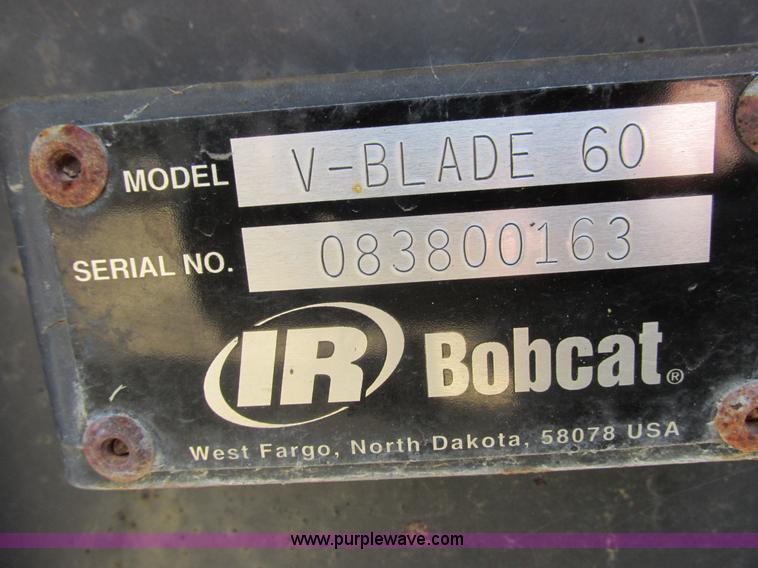 MODEL V-BLADE 60
SERIAL NO. 083800163
IR Bobcat®
West Fargo, North Dakota, 58078 USA
www.purplewave.com